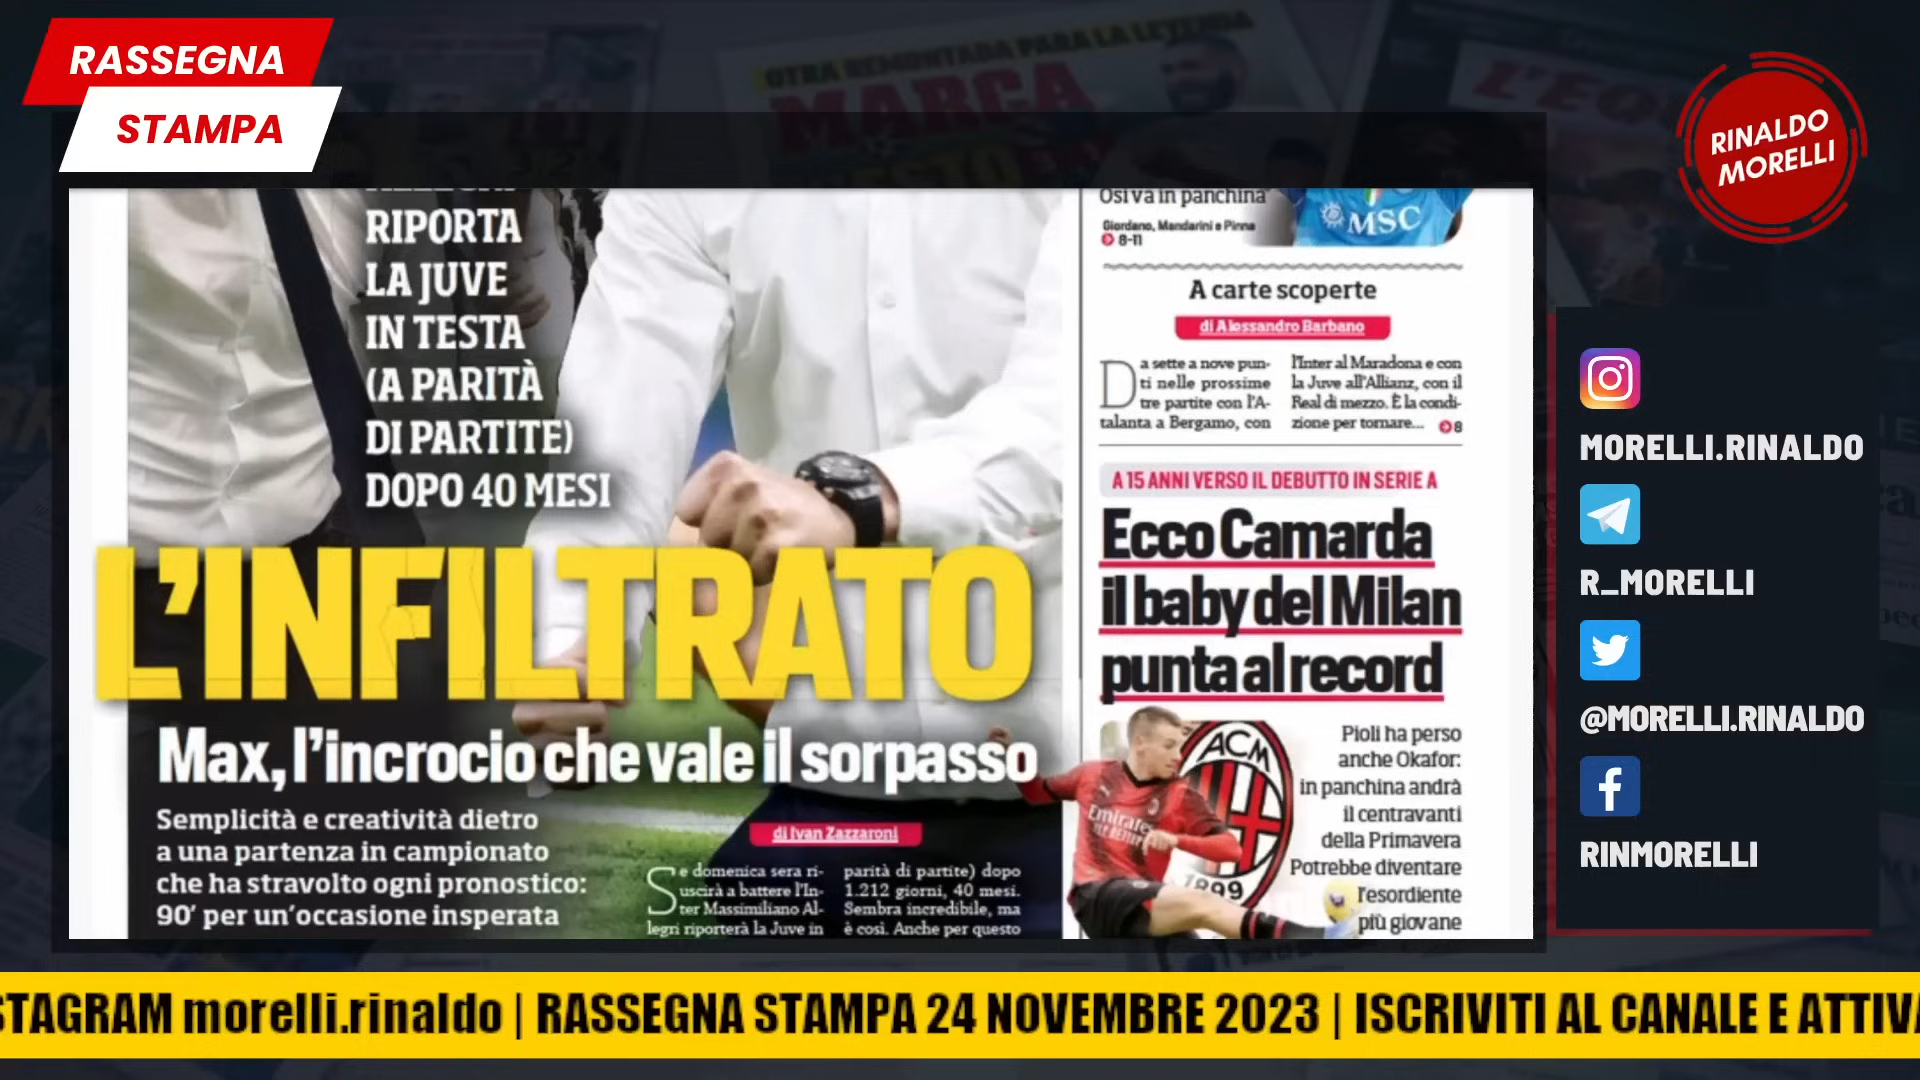 RASSEGNA
STAMPA
OTRA REMONTADA PARA LA LEYENDA
MARCA
RINALDO
MORELLI
RIPORTA
LA JUVE
IN TESTA
(A PARITÀ
DI PARTITE)
DOPO 40 MESI
L'INFILTRATO
Max, l'incrocio che vale il sorpasso
Semplicità e creatività dietro
a una partenza in campionato
che ha stravolto ogni pronostico:
90' per un'occasione insperata
di Ivan Zazzaroni
Se domenica sera ri-
uscirà a battere l'In-
ter Massimiliano Al-
legri riporterà la Juve in
parità di partite) dopo
1.212 giorni, 40 mesi.
Sembra incredibile, ma
è così. Anche per questo
Osi va in panchina"
Giordano, Mandarini e Pinna
8-11
MSC
A carte scoperte
di Alessandro Barbano
Da sette a nove pun-
ti nelle prossime
tre partite con l'A-
talanta a Bergamo, con
l'Inter al Maradona e con
la Juve all'Allianz, con il
Real di mezzo. È la condi-
zione per tornare... 8
A 15 ANNI VERSO IL DEBUTTO IN SERIE A
Ecco Camarda
il baby del Milan
punta al record
ACM
1899
Emirates
FLY BETTER
Pioli ha perso
anche Okafor:
in panchina andrà
il centravanti
della Primavera
Potrebbe diventare
l'esordiente
più giovane
MORELLI.RINALDO
R_MORELLI
@MORELLI.RINALDO
RINMORELLI
STAGRAM morelli.rinaldo | RASSEGNA STAMPA 24 NOVEMBRE 2023 | ISCRIVITI AL CANALE E ATTIVA